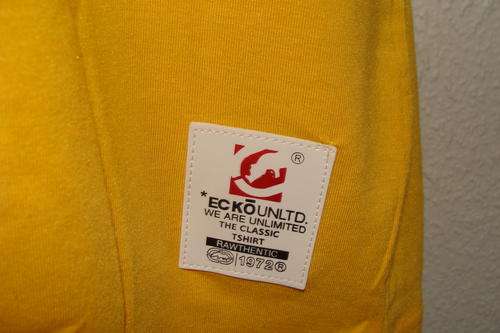 ®
*ECKŌ UNLTD.
WE ARE UNLIMITED
THE CLASSIC
TSHIRT
RAWTHENTIC
1972®